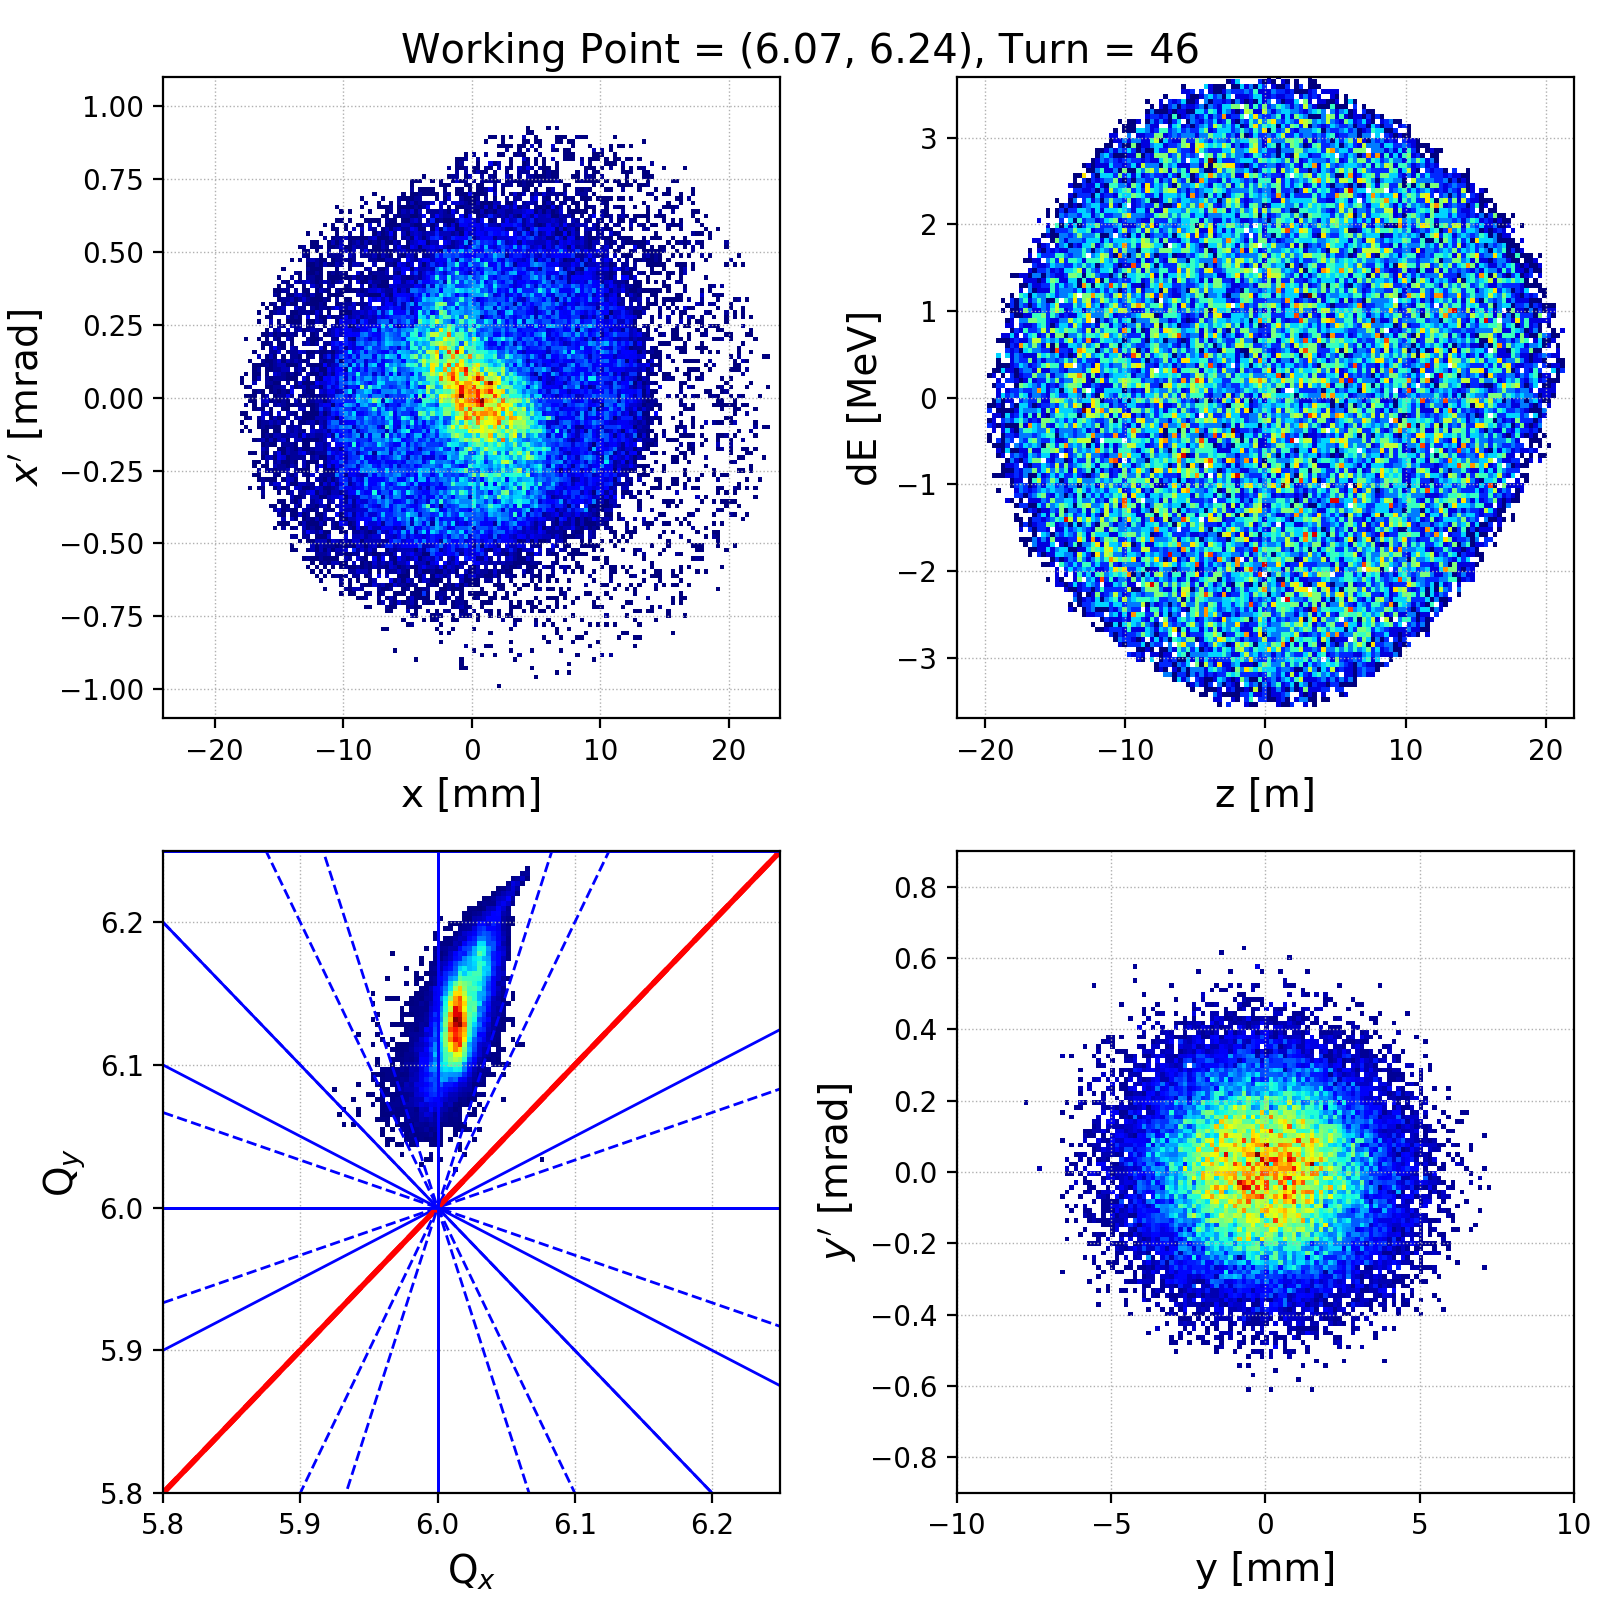 Working Point = (6.07, 6.24), Turn = 46
1.00
0.75
0.50
0.25
0.00
−0.25
−0.50
−0.75
−1.00
x′ [mrad]
−20 −10 0 10 20
x [mm]
3
2
1
0
−1
−2
−3
dE [MeV]
−20 −10 0 10 20
z [m]
6.2
6.1
6.0
5.9
5.8
Qy
5.8 5.9 6.0 6.1 6.2
Qx
0.8
0.6
0.4
0.2
0.0
−0.2
−0.4
−0.6
−0.8
y′ [mrad]
−10 −5 0 5 10
y [mm]